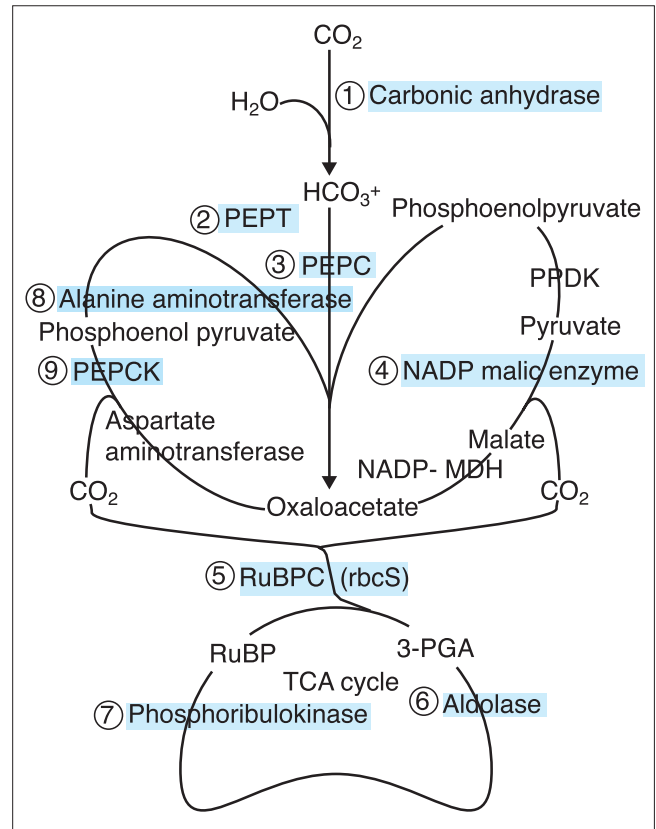 CO₂
① Carbonic anhydrase
H₂O
HCO₃⁺
② PEPT
Phosphoenolpyruvate
③ PEPC
PPDK
⑧ Alanine aminotransferase
Phosphoenol pyruvate
Pyruvate
⑨ PEPCK
④ NADP malic enzyme
Aspartate
aminotransferase
Malate
NADP- MDH
CO₂
Oxaloacetate
CO₂
⑤ RuBPC (rbcS)
RuBP
3-PGA
TCA cycle
⑥ Aldolase
⑦ Phosphoribulokinase